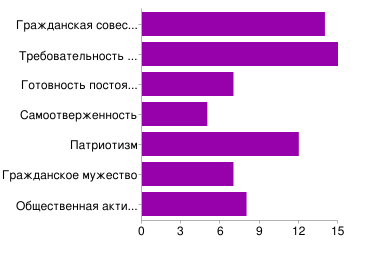 Гражданская совес...
Требовательность ...
Готовность постоя...
Самоотверженность
Патриотизм
Гражданское мужество
Общественная акти...
0 3 6 9 12 15